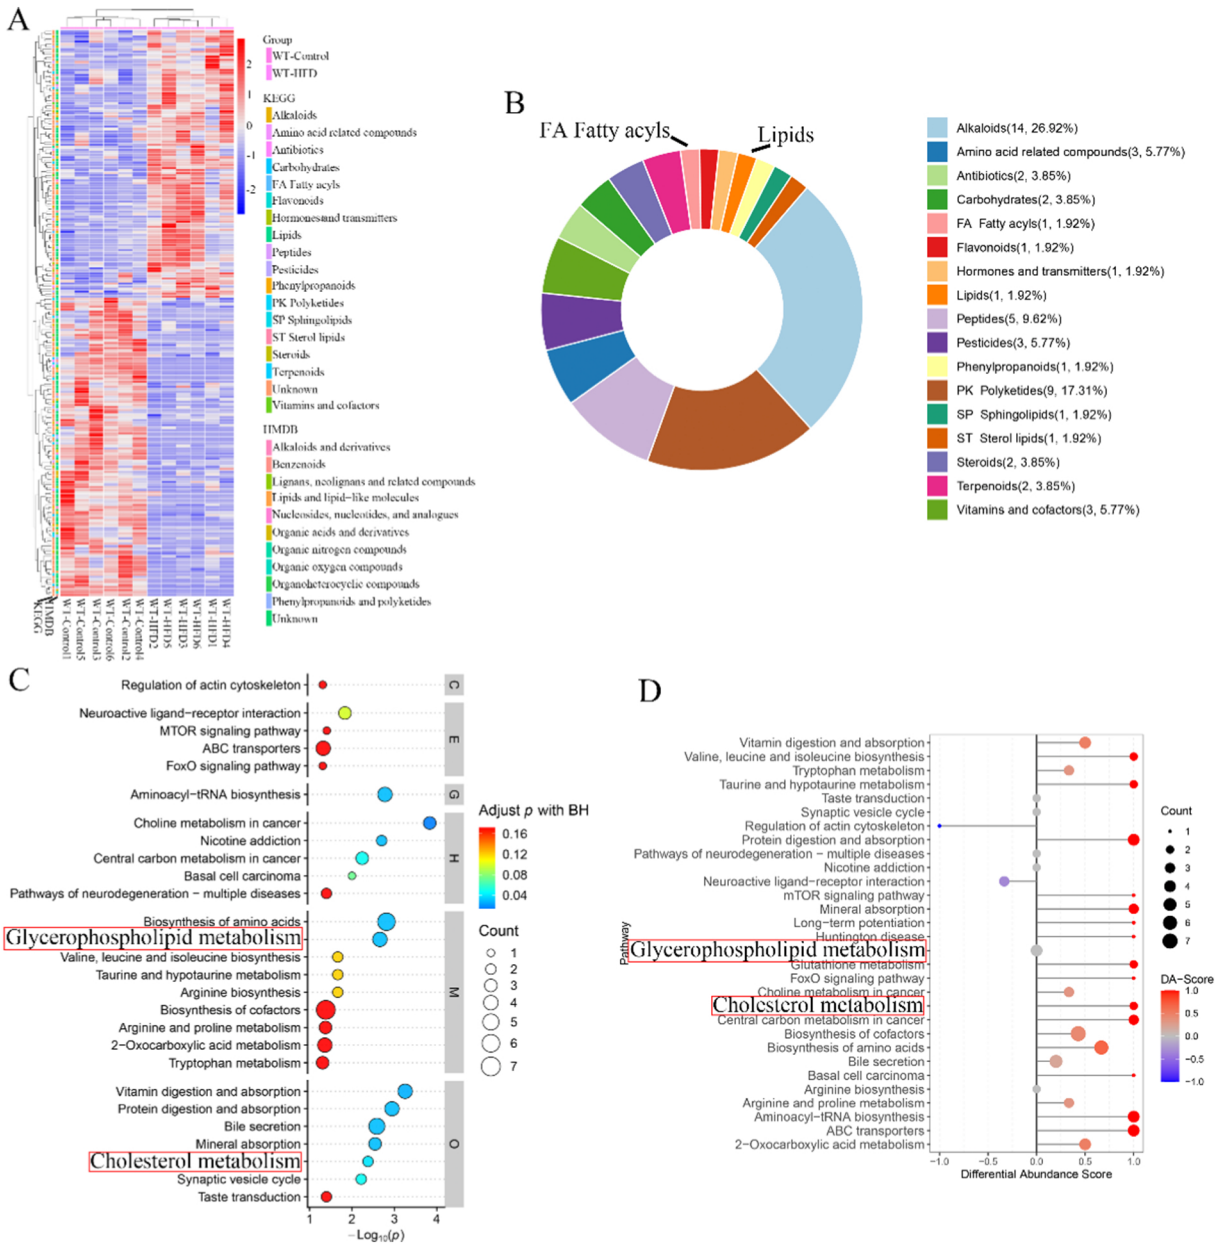 A
Group
WT-Control
WT-HFD
2
1
0
-1
-2
KEGG
Alkaloids
Amino acid related compounds
Antibiotics
Carbohydrates
FA Fatty acyls
Flavonoids
Hormonesand transmitters
Lipids
Peptides
Pesticides
Phenylpropanoids
PK Polyketides
SP Sphingolipids
ST Sterol lipids
Steroids
Terpenoids
Unknown
Vitamins and cofactors
HMDB
Alkaloids and derivatives
Benzenoids
Lignans, neolignans and related compounds
Lipids and lipid-like molecules
Nucleosides, nucleotides, and analogues
Organic acids and derivatives
Organic nitrogen compounds
Organic oxygen compounds
Organoheterocyclic compounds
Phenylpropanoids and polyketides
Unknown
KEGG
HMDB
WT-Control1
WT-Control5
WT-Control3
WT-Control6
WT-Control2
WT-Control4
WT-HFD2
WT-HFD5
WT-HFD3
WT-HFD6
WT-HFD1
WT-HFD4
B
FA Fatty acyls
Lipids
Alkaloids(14, 26.92%)
Amino acid related compounds(3, 5.77%)
Antibiotics(2, 3.85%)
Carbohydrates(2, 3.85%)
FA Fatty acyls(1, 1.92%)
Flavonoids(1, 1.92%)
Hormones and transmitters(1, 1.92%)
Lipids(1, 1.92%)
Peptides(5, 9.62%)
Pesticides(3, 5.77%)
Phenylpropanoids(1, 1.92%)
PK Polyketides(9, 17.31%)
SP Sphingolipids(1, 1.92%)
ST Sterol lipids(1, 1.92%)
Steroids(2, 3.85%)
Terpenoids(2, 3.85%)
Vitamins and cofactors(3, 5.77%)
C
Regulation of actin cytoskeleton
C
Neuroactive ligand-receptor interaction
MTOR signaling pathway
ABC transporters
FoxO signaling pathway
E
Aminoacyl-tRNA biosynthesis
G
Choline metabolism in cancer
Nicotine addiction
Central carbon metabolism in cancer
Basal cell carcinoma
Pathways of neurodegeneration - multiple diseases
H
Biosynthesis of amino acids
Glycerophospholipid metabolism
Valine, leucine and isoleucine biosynthesis
Taurine and hypotaurine metabolism
Arginine biosynthesis
Biosynthesis of cofactors
Arginine and proline metabolism
2-Oxocarboxylic acid metabolism
Tryptophan metabolism
M
Vitamin digestion and absorption
Protein digestion and absorption
Bile secretion
Mineral absorption
Cholesterol metabolism
Synaptic vesicle cycle
Taste transduction
O
1 2 3 4
-Log10(p)
Adjust p with BH
0.16
0.12
0.08
0.04
Count
1
2
3
4
5
6
7
D
Pathway
Vitamin digestion and absorption
Valine, leucine and isoleucine biosynthesis
Tryptophan metabolism
Taurine and hypotaurine metabolism
Taste transduction
Synaptic vesicle cycle
Regulation of actin cytoskeleton
Protein digestion and absorption
Pathways of neurodegeneration - multiple diseases
Nicotine addiction
Neuroactive ligand-receptor interaction
mTOR signaling pathway
Mineral absorption
Long-term potentiation
Huntington disease
Glycerophospholipid metabolism
Glutathione metabolism
FoxO signaling pathway
Choline metabolism in cancer
Cholesterol metabolism
Central carbon metabolism in cancer
Biosynthesis of cofactors
Biosynthesis of amino acids
Bile secretion
Basal cell carcinoma
Arginine biosynthesis
Arginine and proline metabolism
Aminoacyl-tRNA biosynthesis
ABC transporters
2-Oxocarboxylic acid metabolism
-1.0 -0.5 0.0 0.5 1.0
Differential Abundance Score
Count
1
2
3
4
5
6
7
DA-Score
1.0
0.5
0.0
-0.5
-1.0